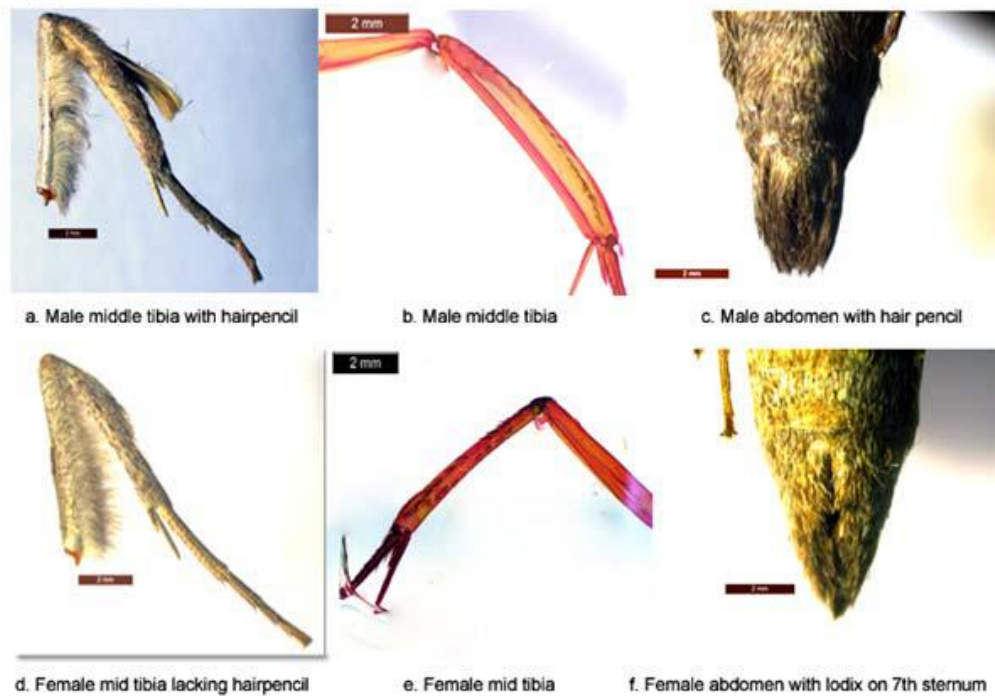 2 mm
2 mm
2 mm
a. Male middle tibia with hairpencil
b. Male middle tibia
c. Male abdomen with hair pencil
2 mm
2 mm
2 mm
d. Female mid tibia lacking hairpencil
e. Female mid tibia
f. Female abdomen with lodix on 7th sternum